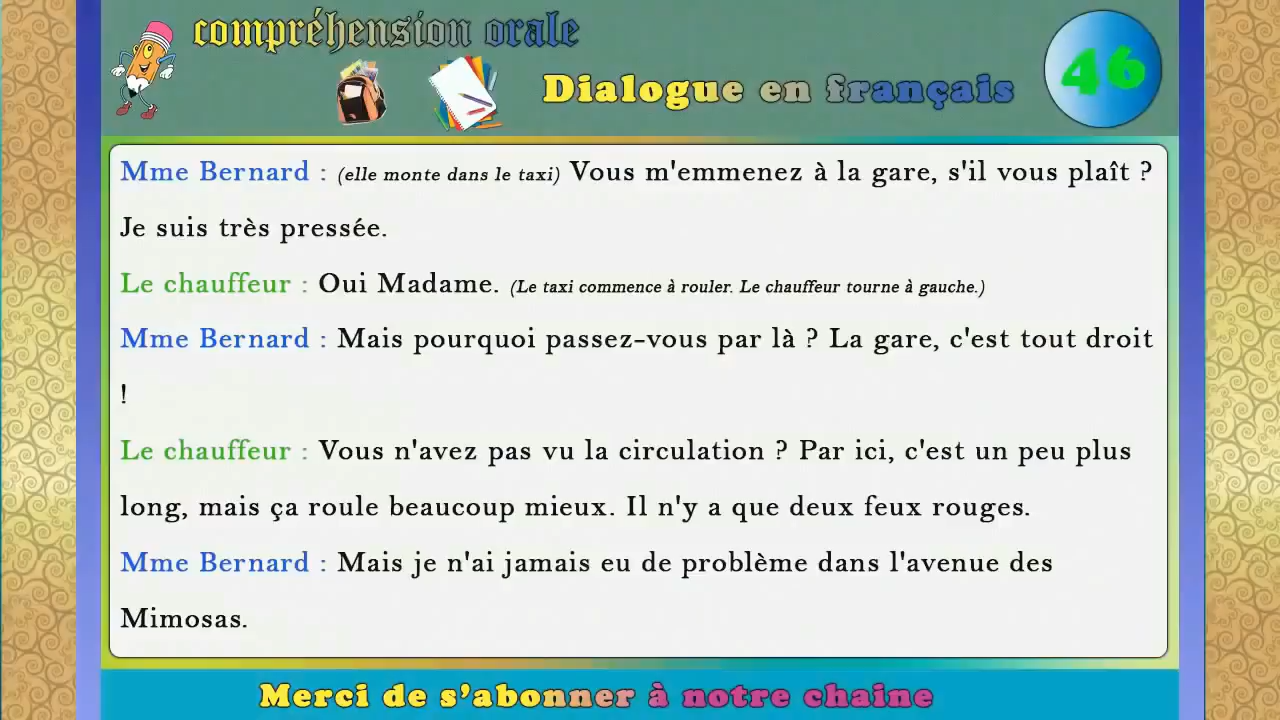 compréhension orale
Dialogue en français
46
Mme Bernard : (elle monte dans le taxi) Vous m'emmenez à la gare, s'il vous plaît ?
Je suis très pressée.
Le chauffeur : Oui Madame. (Le taxi commence à rouler. Le chauffeur tourne à gauche.)
Mme Bernard : Mais pourquoi passez-vous par là ? La gare, c'est tout droit
!
Le chauffeur : Vous n'avez pas vu la circulation ? Par ici, c'est un peu plus
long, mais ça roule beaucoup mieux. Il n'y a que deux feux rouges.
Mme Bernard : Mais je n'ai jamais eu de problème dans l'avenue des
Mimosas.
Merci de s’abonner à notre chaine